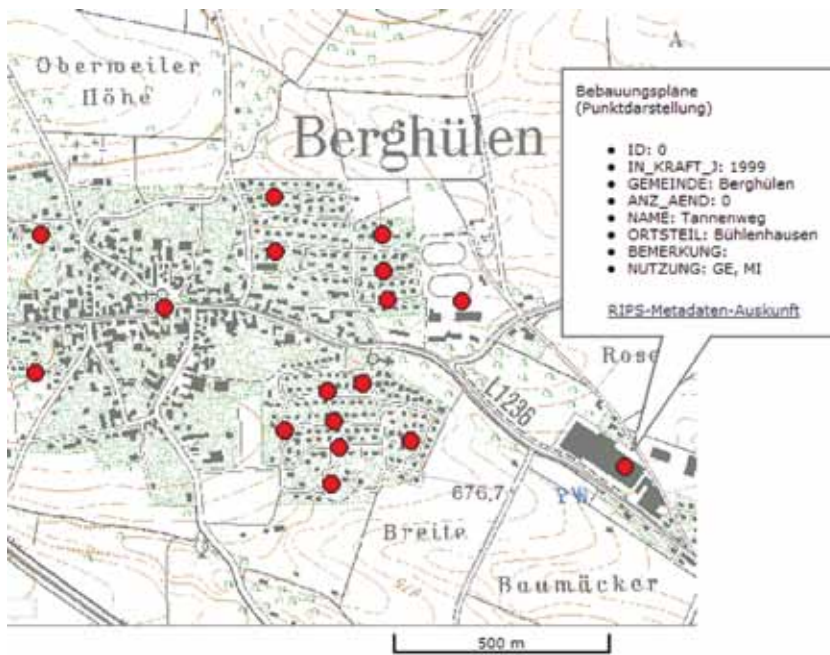 Obermeiler
Höhe
A
Berghülen
Bebauungspläne
(Punktdarstellung)
● ID: 0
● IN_KRAFT_J: 1999
● GEMEINDE: Berghülen
● ANZ_AEND: 0
● NAME: Tannenweg
● ORTSTEIL: Bühlenhausen
● BEMERKUNG:
● NUTZUNG: GE, MI
RIPS-Metadaten-Auskunft
Rose
L1236
676,7
PW
Breite
Baumäcker
500 m